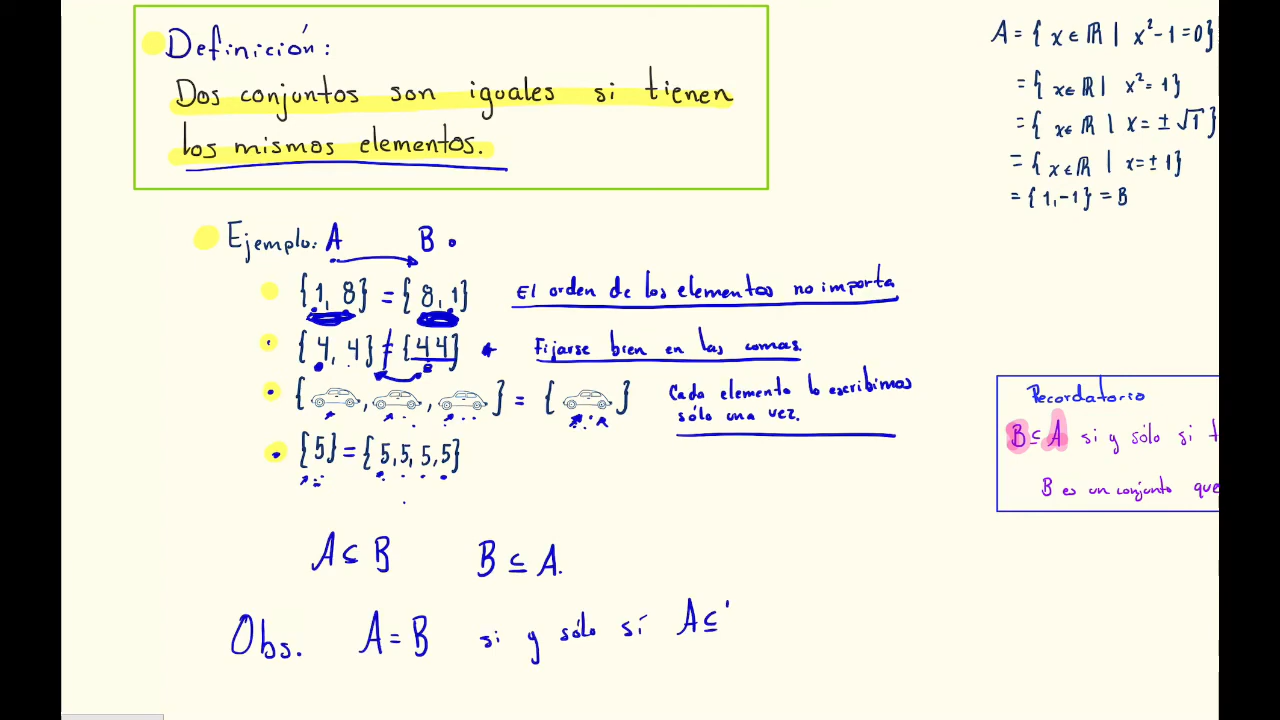 Definición:
Dos conjuntos son iguales si tienen
los mismos elementos.
Ejemplo: A B
{1, 8} = {8, 1} El orden de los elementos no importa
{4, 4} ≠ {44} Fijarse bien en las comas.
{ , , } = { } Cada elemento lo escribimos
sólo una vez.
{5} = {5,5,5,5}
A ⊆ B B ⊆ A.
Obs. A = B si y sólo si A ⊆
A = { x ∈ ℝ | x² - 1 = 0}
= { x ∈ ℝ | x² = 1}
= { x ∈ ℝ | x = ± √1}
= { x ∈ ℝ | x = ± 1}
= { 1, -1} = B
Recordatorio
B ⊆ A si y sólo si t
B es un conjunto que